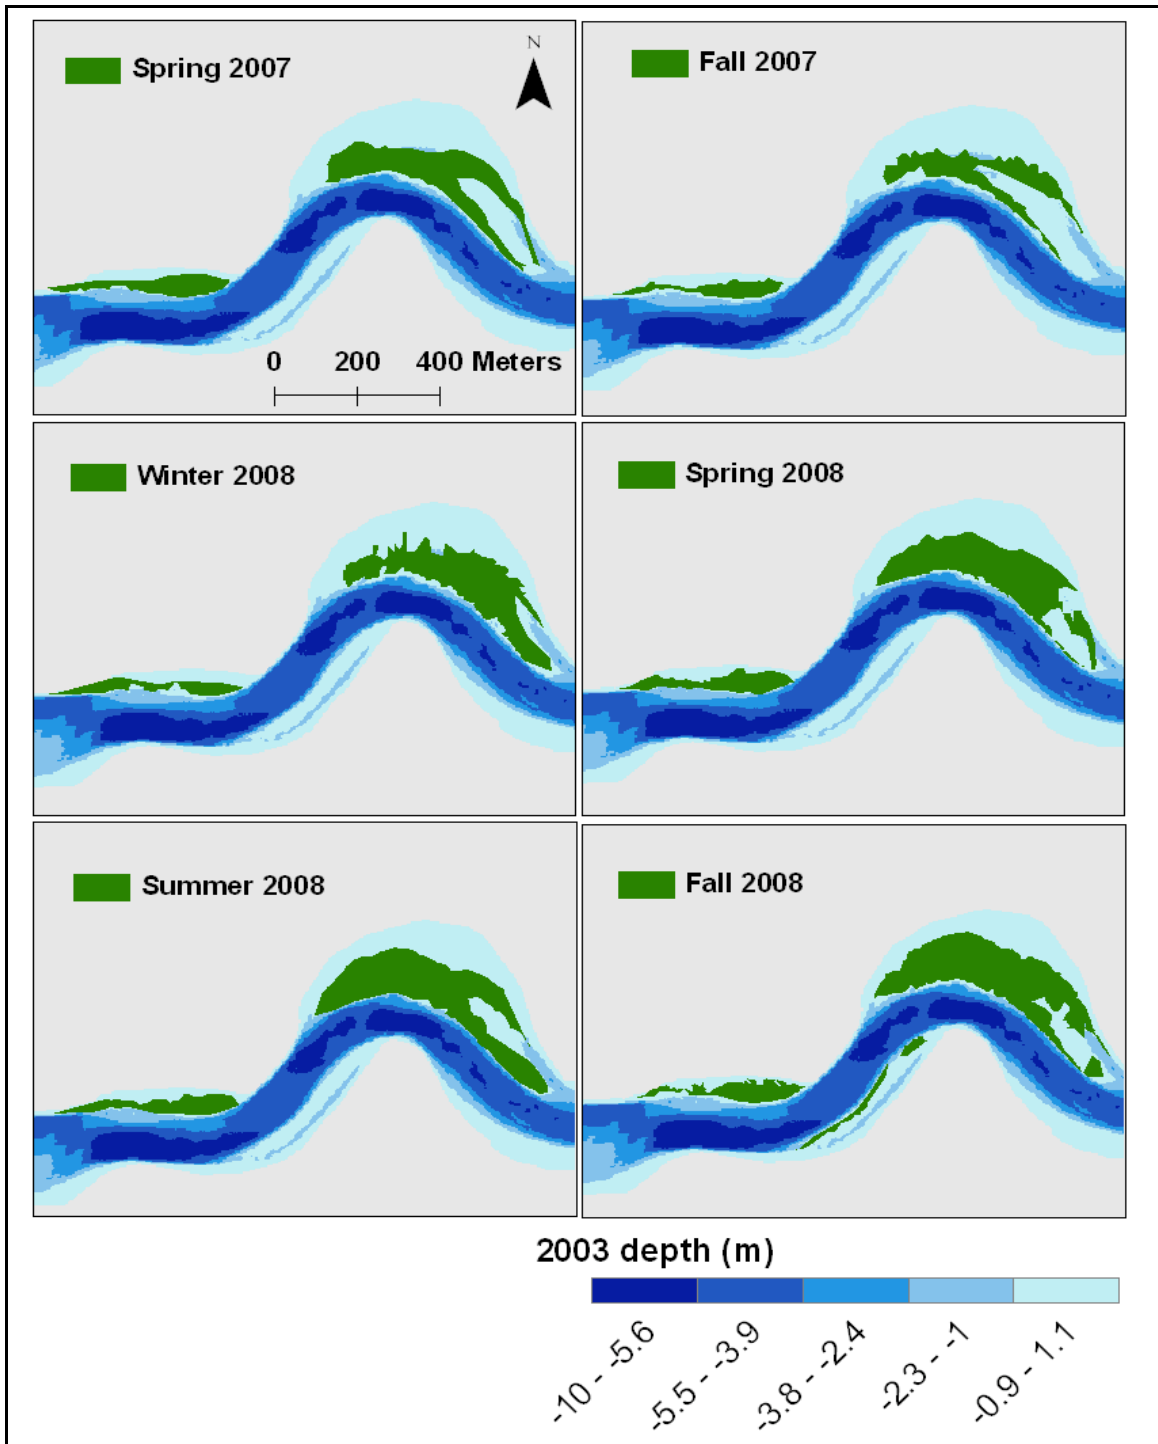 Spring 2007
N
Fall 2007
0 200 400 Meters
Winter 2008
Spring 2008
Summer 2008
Fall 2008
2003 depth (m)
-10 - -5.6
-5.5 - -3.9
-3.8 - -2.4
-2.3 - -1
-0.9 - 1.1